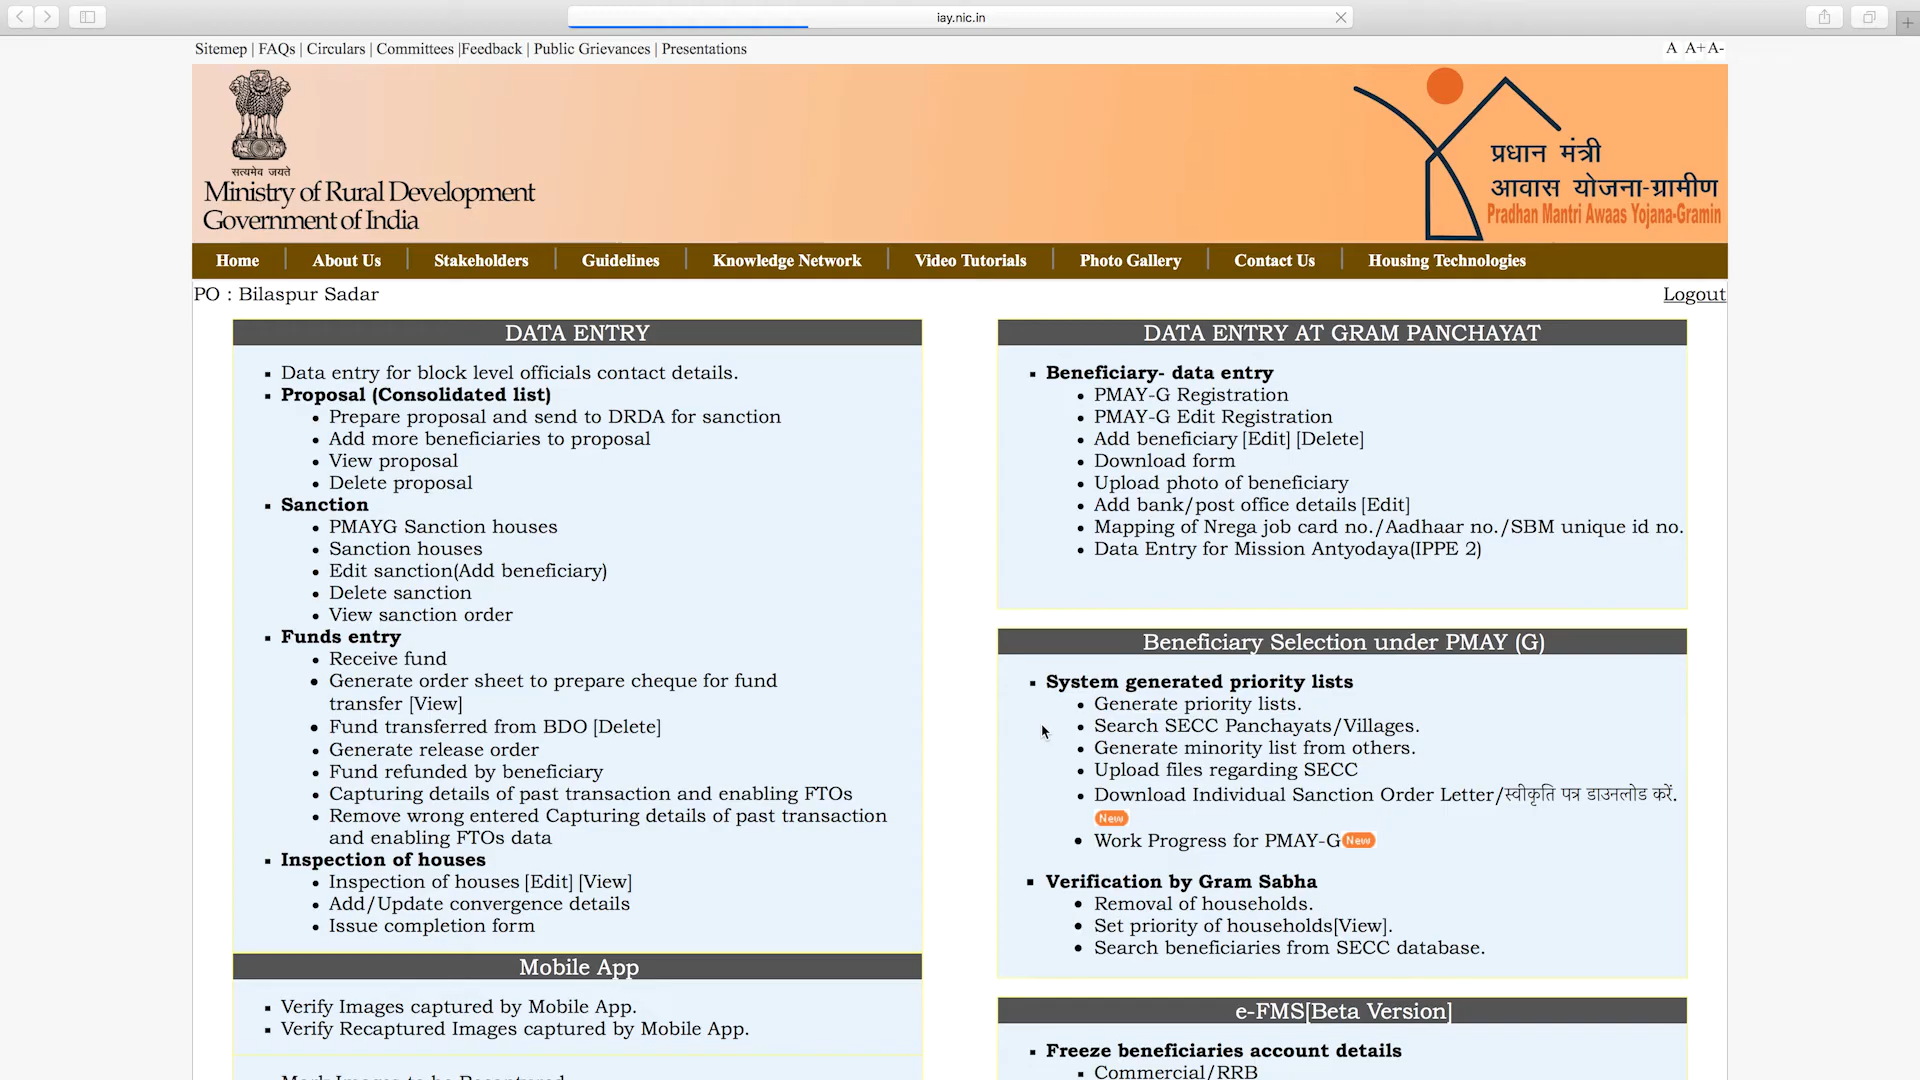 iay.nic.in
Sitemep | FAQs | Circulars | Committees |Feedback | Public Grievances | Presentations
A A+ A-
सत्यमेव जयते
Ministry of Rural Development
Government of India
प्रधान मंत्री
आवास योजना-ग्रामीण
Pradhan Mantri Awaas Yojana-Gramin
Home
About Us
Stakeholders
Guidelines
Knowledge Network
Video Tutorials
Photo Gallery
Contact Us
Housing Technologies
PO : Bilaspur Sadar
Logout
DATA ENTRY
Data entry for block level officials contact details.
Proposal (Consolidated list)
Prepare proposal and send to DRDA for sanction
Add more beneficiaries to proposal
View proposal
Delete proposal
Sanction
PMAYG Sanction houses
Sanction houses
Edit sanction(Add beneficiary)
Delete sanction
View sanction order
Funds entry
Receive fund
Generate order sheet to prepare cheque for fund
transfer [View]
Fund transferred from BDO [Delete]
Generate release order
Fund refunded by beneficiary
Capturing details of past transaction and enabling FTOs
Remove wrong entered Capturing details of past transaction
and enabling FTOs data
Inspection of houses
Inspection of houses [Edit] [View]
Add/Update convergence details
Issue completion form
Mobile App
Verify Images captured by Mobile App.
Verify Recaptured Images captured by Mobile App.
DATA ENTRY AT GRAM PANCHAYAT
Beneficiary- data entry
PMAY-G Registration
PMAY-G Edit Registration
Add beneficiary [Edit] [Delete]
Download form
Upload photo of beneficiary
Add bank/post office details [Edit]
Mapping of Nrega job card no./Aadhaar no./SBM unique id no.
Data Entry for Mission Antyodaya(IPPE 2)
Beneficiary Selection under PMAY (G)
System generated priority lists
Generate priority lists.
Search SECC Panchayats/Villages.
Generate minority list from others.
Upload files regarding SECC
Download Individual Sanction Order Letter/स्वीकृति पत्र डाउनलोड करें.
New
Work Progress for PMAY-G New
Verification by Gram Sabha
Removal of households.
Set priority of households[View].
Search beneficiaries from SECC database.
e-FMS[Beta Version]
Freeze beneficiaries account details
Commercial/RRB